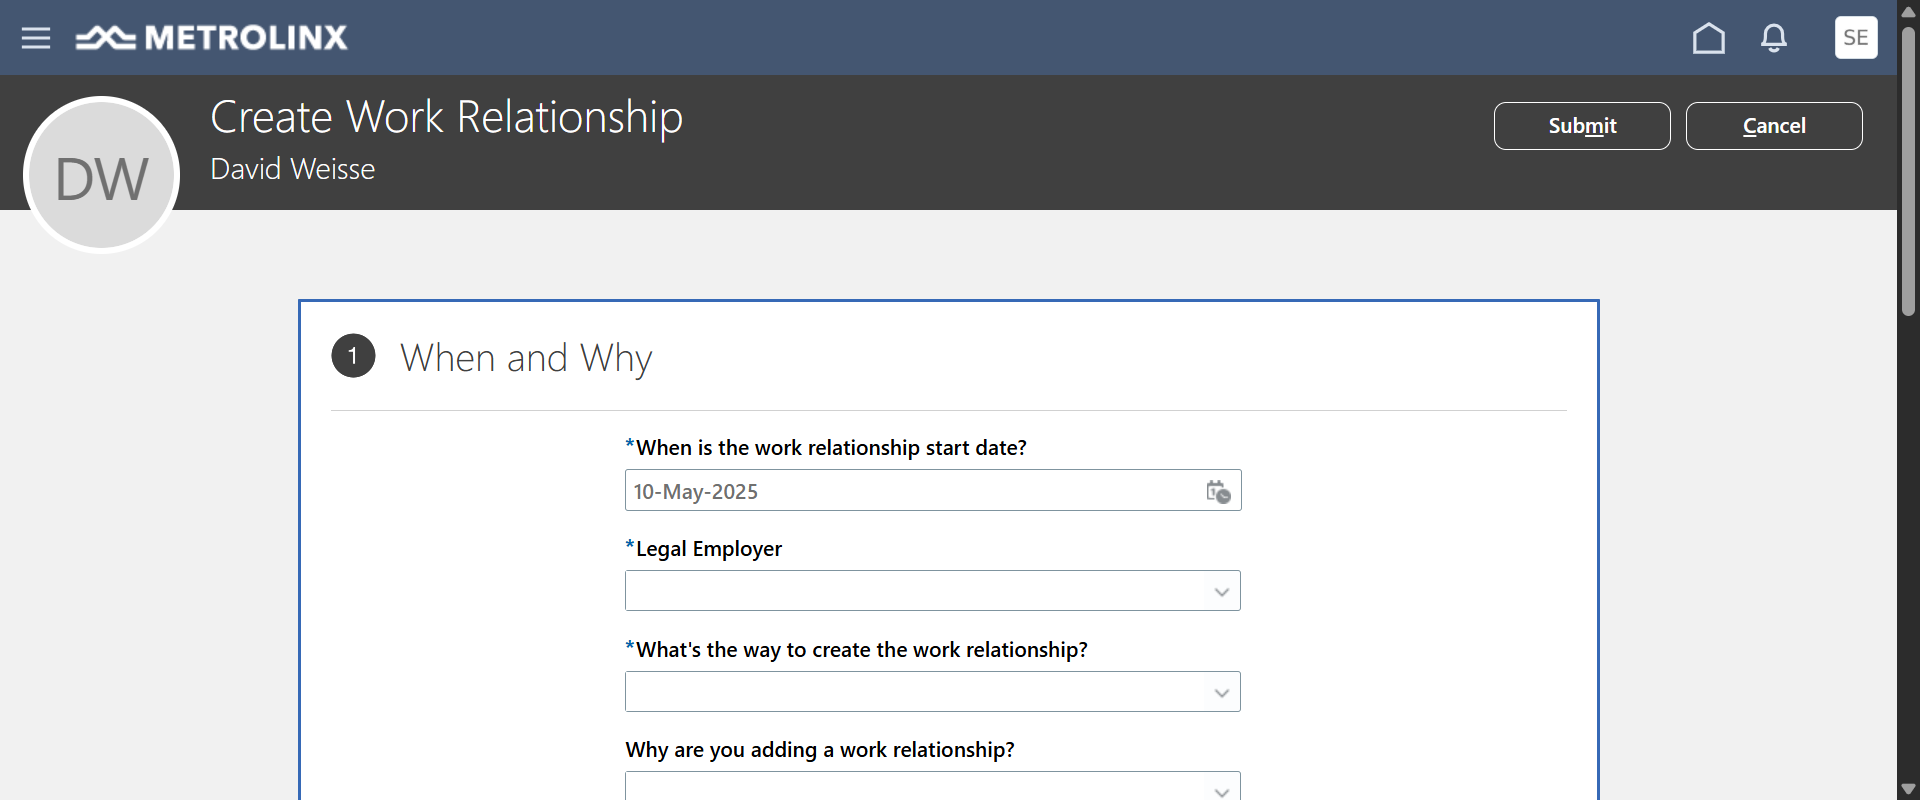 METROLINX
SE
DW
Create Work Relationship
David Weisse
Submit
Cancel
1 When and Why
*When is the work relationship start date?
10-May-2025
*Legal Employer
*What's the way to create the work relationship?
Why are you adding a work relationship?